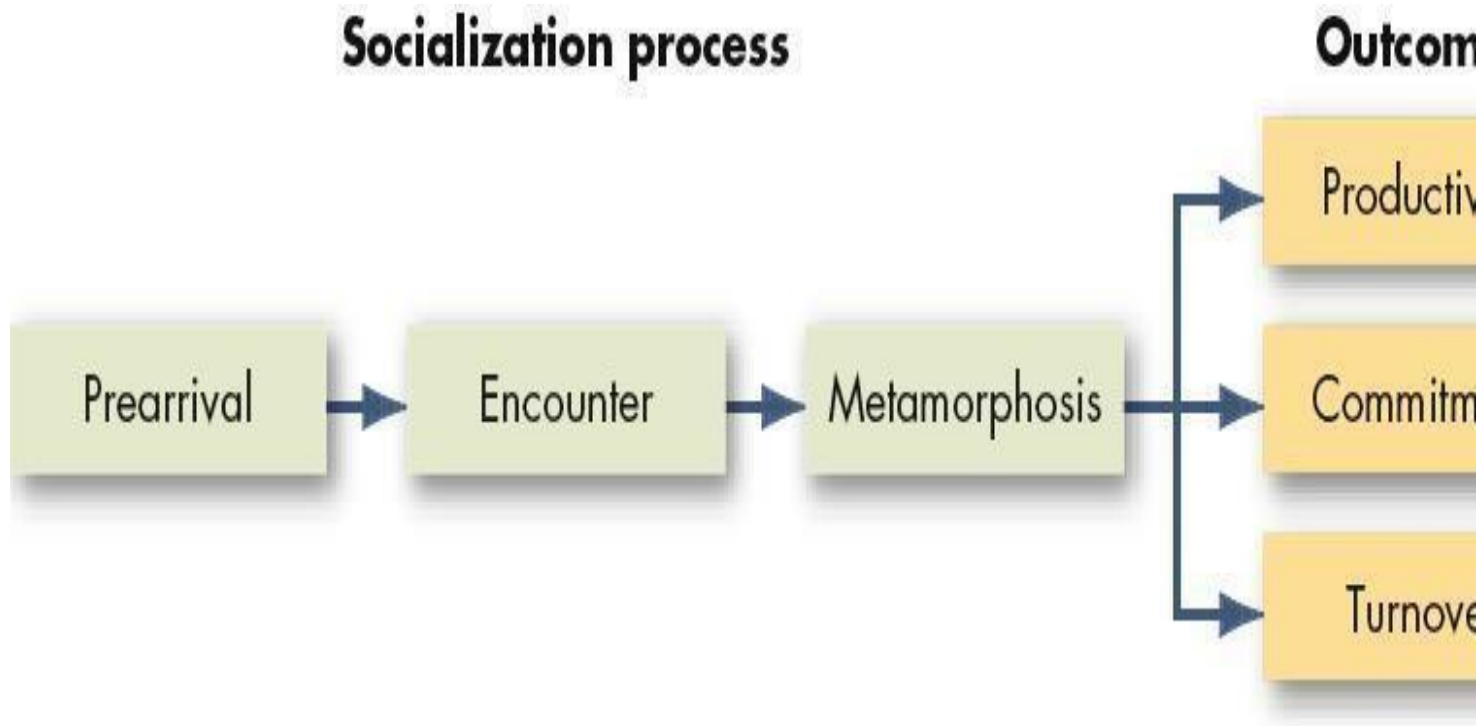 Socialization process
Outcom
Productiv
Prearrival
Encounter
Metamorphosis
Commitm
Turnove